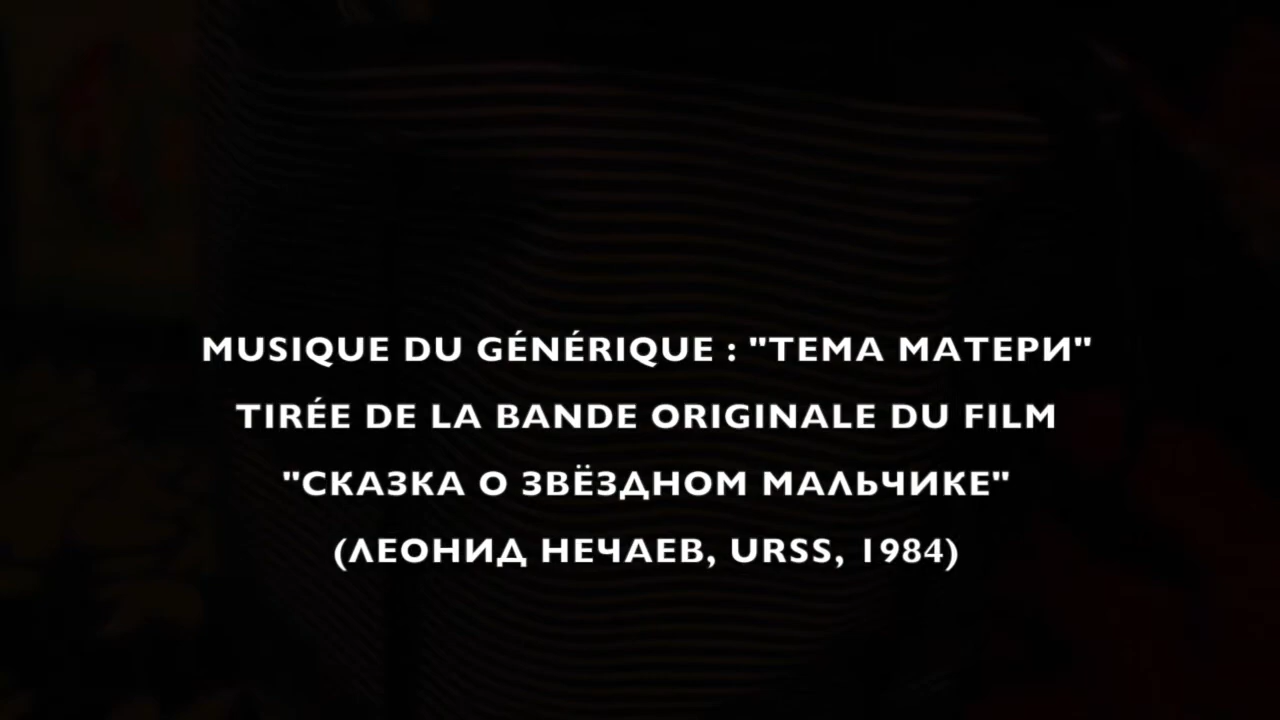 MUSIQUE DU GÉNÉRIQUE : "ТЕМА МАТЕРИ"
TIRÉE DE LA BANDE ORIGINALE DU FILM
"СКАЗКА О ЗВЁЗДНОМ МАЛЬЧИКЕ"
(ЛЕОНИД НЕЧАЕВ, URSS, 1984)